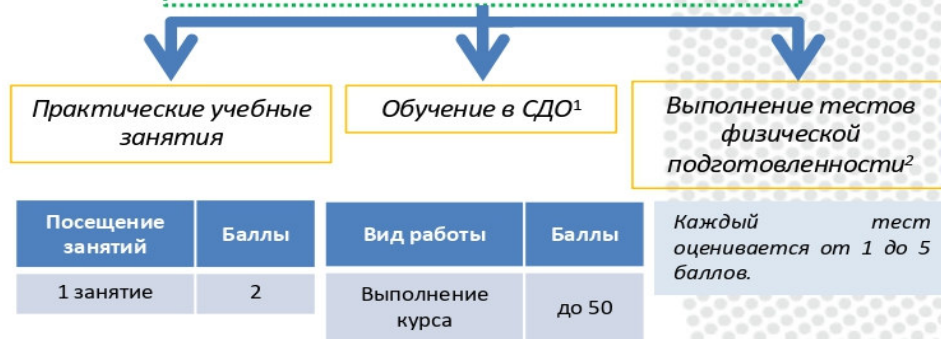 Практические учебные
занятия
Обучение в СДО¹
Выполнение тестов
физической
подготовленности²
Посещение
занятий
Баллы
1 занятие
2
Вид работы
Баллы
Выполнение
курса
до 50
Каждый тест
оценивается от 1 до 5
баллов.